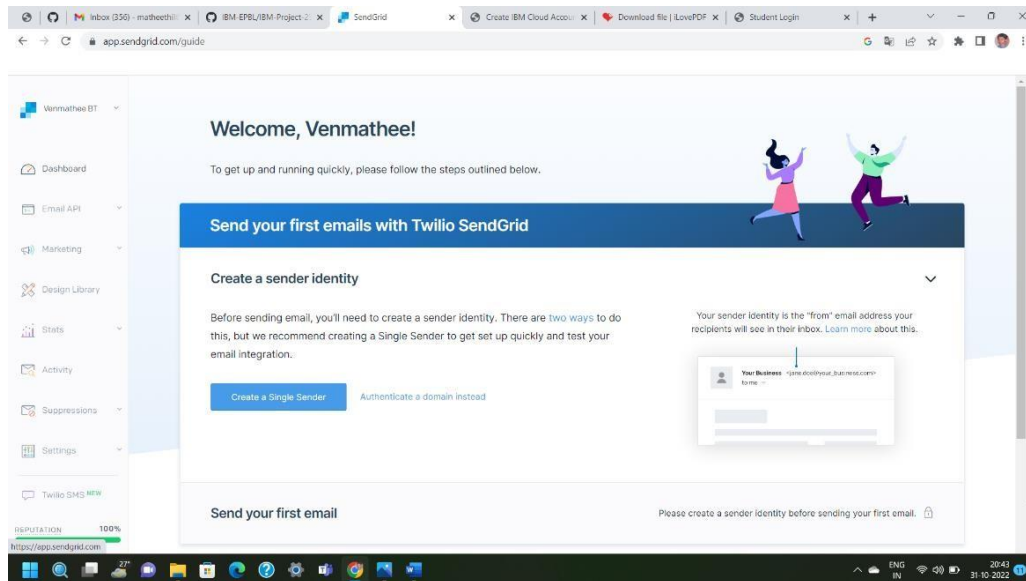 Inbox (356) - matheethil
IBM-EPBL/IBM-Project-2
SendGrid
Create IBM Cloud Accou
Download file | iLovePDF
Student Login
app.sendgrid.com/guide
Venmathee BT
Dashboard
Email API
Marketing
Design Library
Stats
Activity
Suppressions
Settings
Twilio SMS NEW
REPUTATION 100%
https://app.sendgrid.com
Welcome, Venmathee!
To get up and running quickly, please follow the steps outlined below.
Send your first emails with Twilio SendGrid
Create a sender identity
Before sending email, you'll need to create a sender identity. There are two ways to do
this, but we recommend creating a Single Sender to get set up quickly and test your
email integration.
Create a Single Sender
Authenticate a domain instead
Your sender identity is the "from" email address your
recipients will see in their inbox. Learn more about this.
Your Business <jane.doe@your_business.com>
to me
Send your first email
Please create a sender identity before sending your first email.
27°
ENG
IN
20:43
31-10-2022